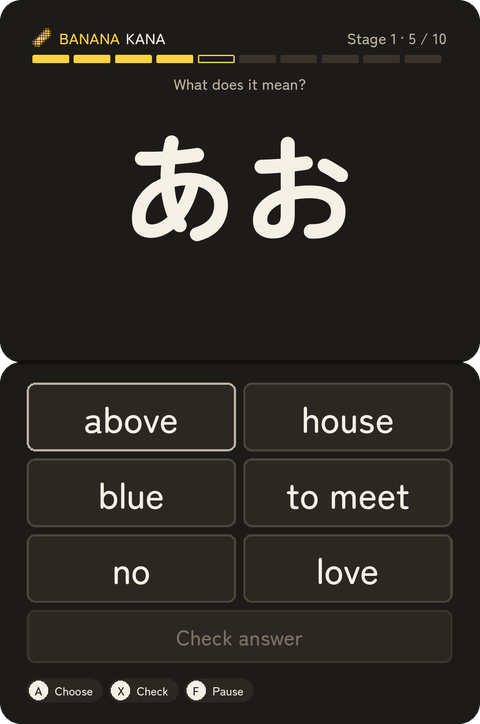 BANANA KANA
Stage 1 · 5 / 10
What does it mean?
あお
above
house
blue
to meet
no
love
Check answer
A Choose X Check F Pause